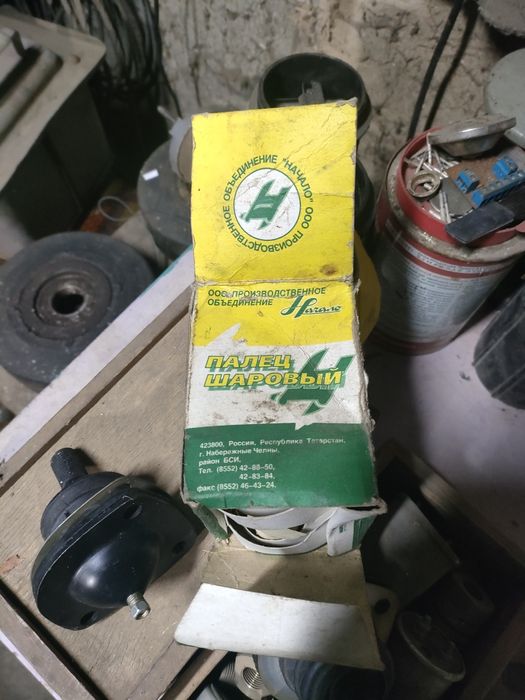 ООО ПРОИЗВОДСТВЕННОЕ ОБЪЕДИНЕНИЕ "НАЧАЛО"
ООО ПРОИЗВОДСТВЕННОЕ
ОБЪЕДИНЕНИЕ Начало
ПАЛЕЦ
ШАРОВЫЙ
423800, Россия, Республика Татарстан,
г. Набережные Челны,
район БСИ,
Тел. (8552) 42-88-50,
42-83-84,
факс (8552) 46-43-24,